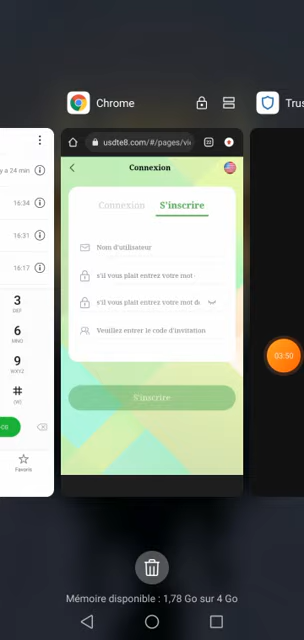 Chrome
Trus
y a 24 min
usdte8.com/#/pages/vi
Connexion
Connexion S'inscrire
16:34
Nom d'utilisateur
16:31
s'il vous plait entrez votre mot
16:17
s'il vous plait entrez votre mot d
3
DEF
Veuillez entrer le code d'invitation
6
MNO
03:50
9
WXYZ
#
S'inscrire
Favoris
Mémoire disponible : 1,78 Go sur 4 Go